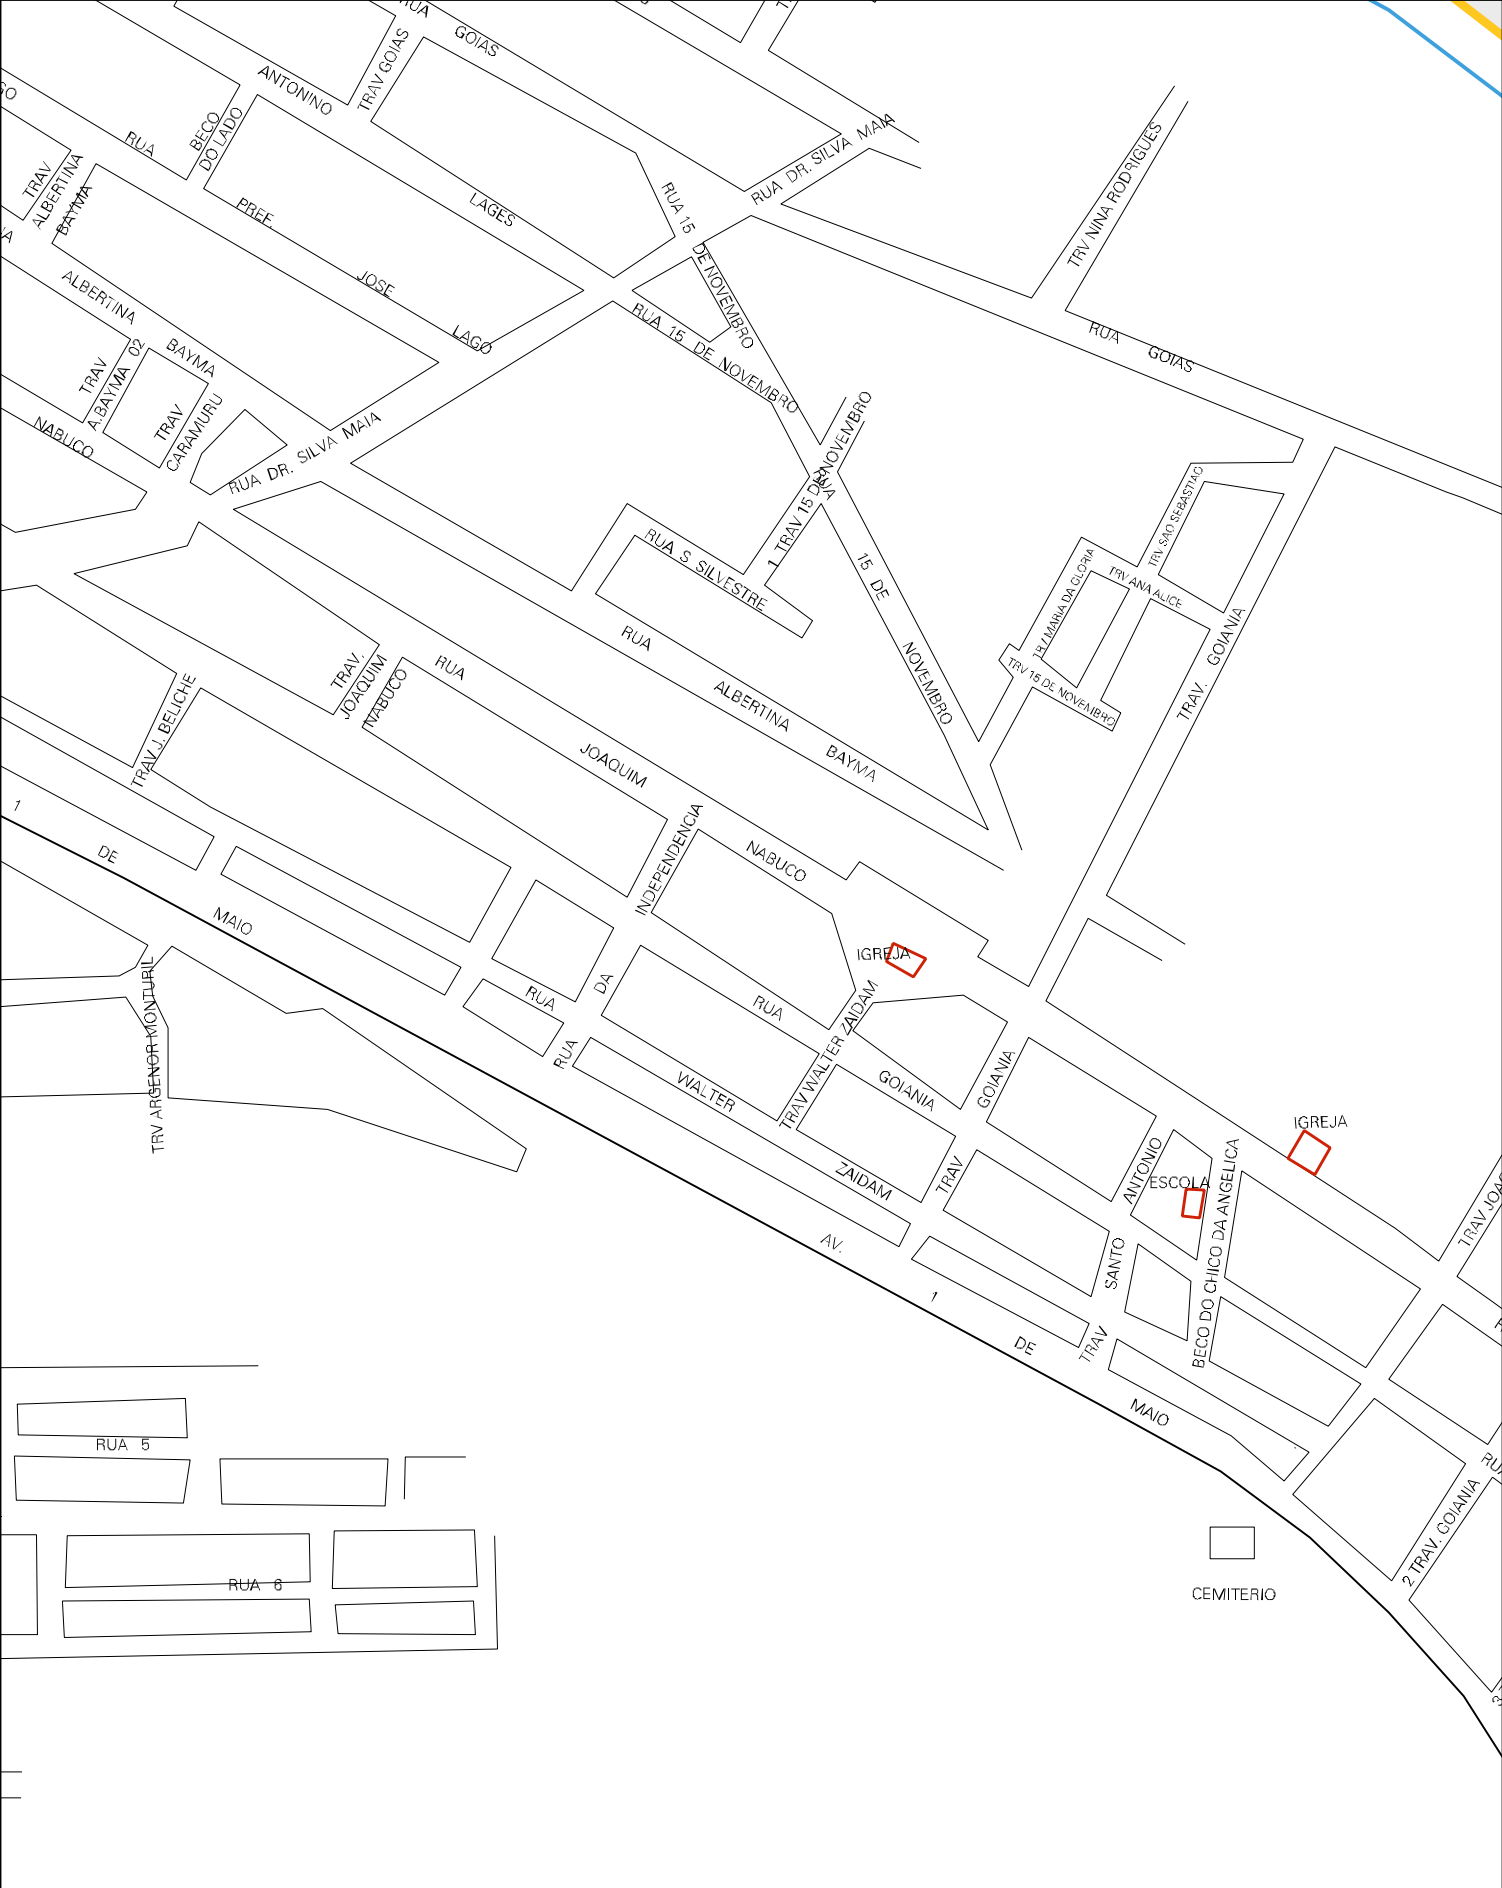 RUA
GOIAS
TRAV GOIAS
ANTONINO
LAGES
BECO
DO LADO
RUA
PREF.
JOSE
LAGO
TRAV
ALBERTINA
BAYMA
RUA DR. SILVA MAIA
RUA 15
DE NOVEMBRO
TRV NINA RODRIGUES
RUA
GOIAS
ALBERTINA
BAYMA
RUA 15 DE NOVEMBRO
TRAV
A.BAYMA 02
TRAV
CARAMURU
NABUCO
RUA DR. SILVA MAIA
1 TRAV 15 DE NOVEMBRO
RUA
15 DE
NOVEMBRO
RUA S SILVESTRE
TRV SAO SEBASTIAO
TRV ANA ALICE
TRV MARIA DA GLORIA
TRV 15 DE NOVEMBRO
TRAV. GOIANIA
RUA
ALBERTINA
BAYMA
TRAV.
JOAQUIM
NABUCO
RUA
JOAQUIM
NABUCO
TRAV J. BELICHE
1
DE
MAIO
RUA
DA
INDEPENDENCIA
IGREJA
TRV ARGENOR MONTURIL
RUA
RUA
GOIANIA
TRAV WALTER ZAIDAM
WALTER
ZAIDAM
TRAV
GOIANIA
IGREJA
ESCOLA
TRAV
SANTO
ANTONIO
BECO DO CHICO DA ANGELICA
AV.
1
DE
MAIO
RUA 5
RUA 6
2 TRAV. GOIANIA
CEMITERIO